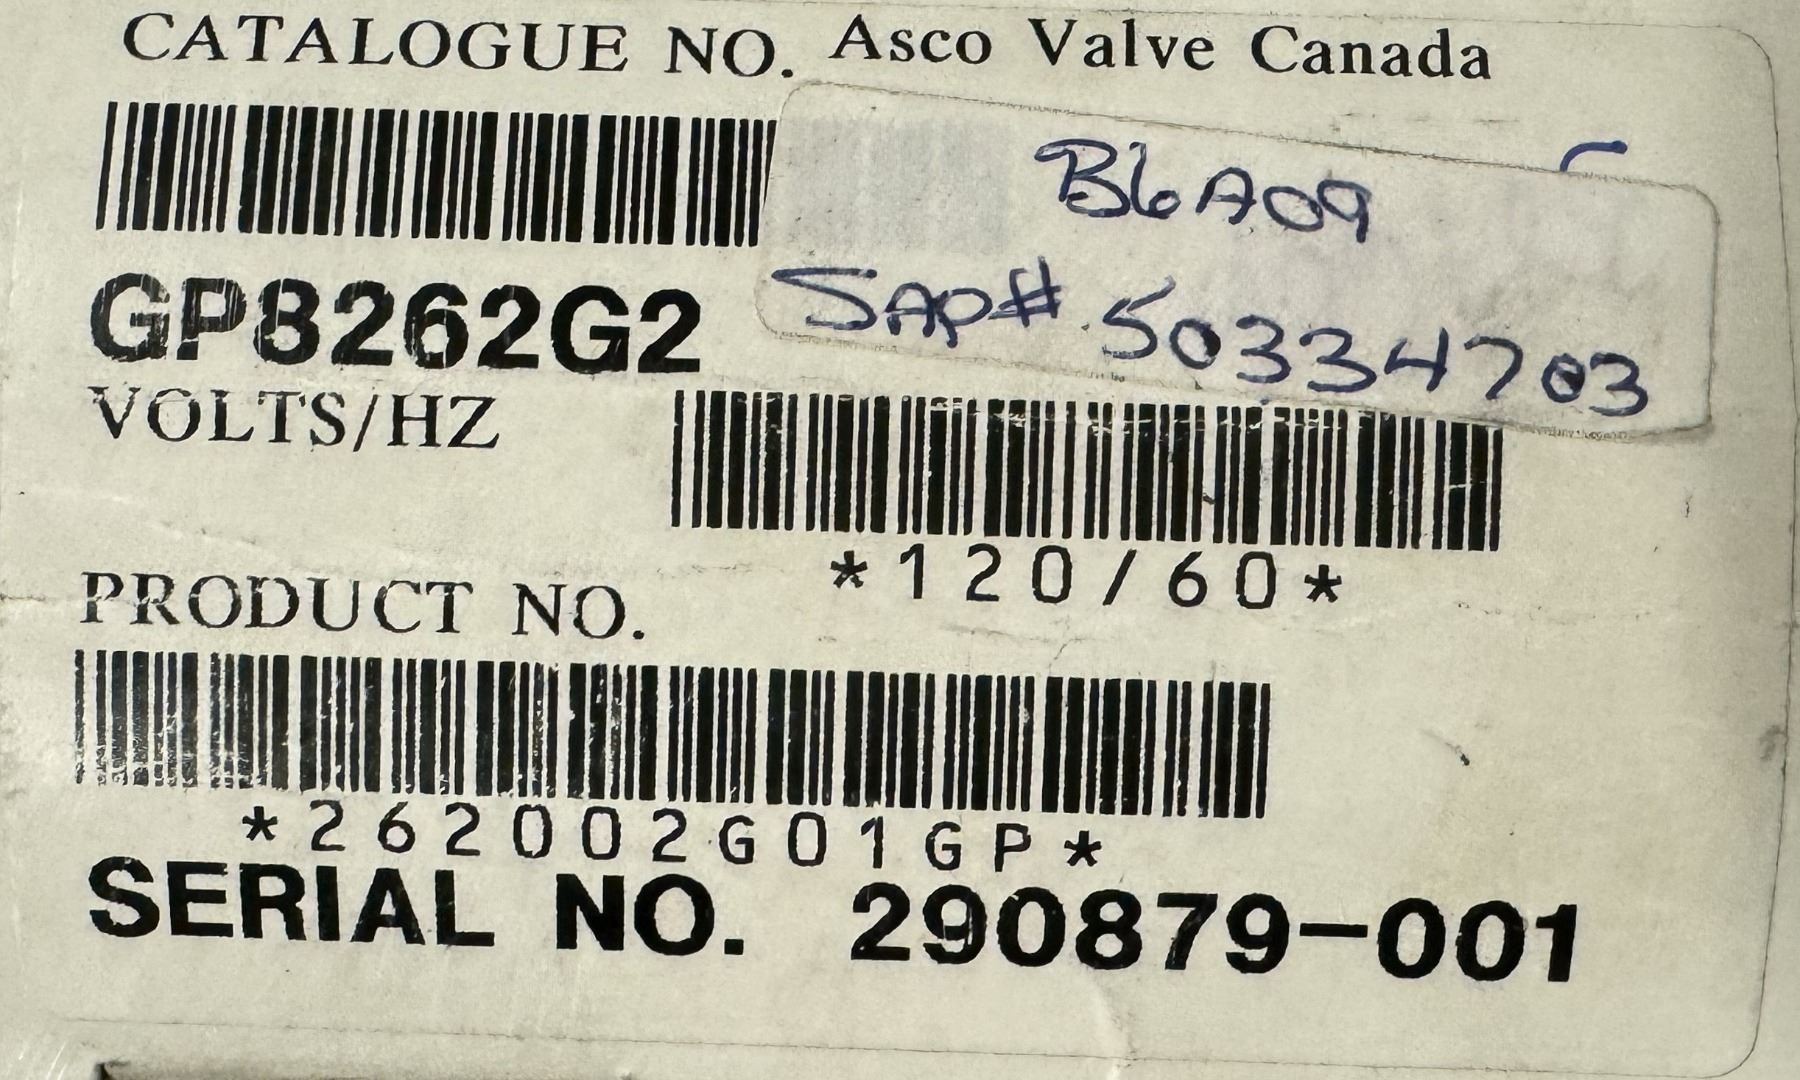 CATALOGUE NO. Asco Valve Canada
B6A09
SAP# 503334703
GP8262G2
VOLTS/HZ
*120/60*
PRODUCT NO.
*262002G01GP*
SERIAL NO. 290879-001